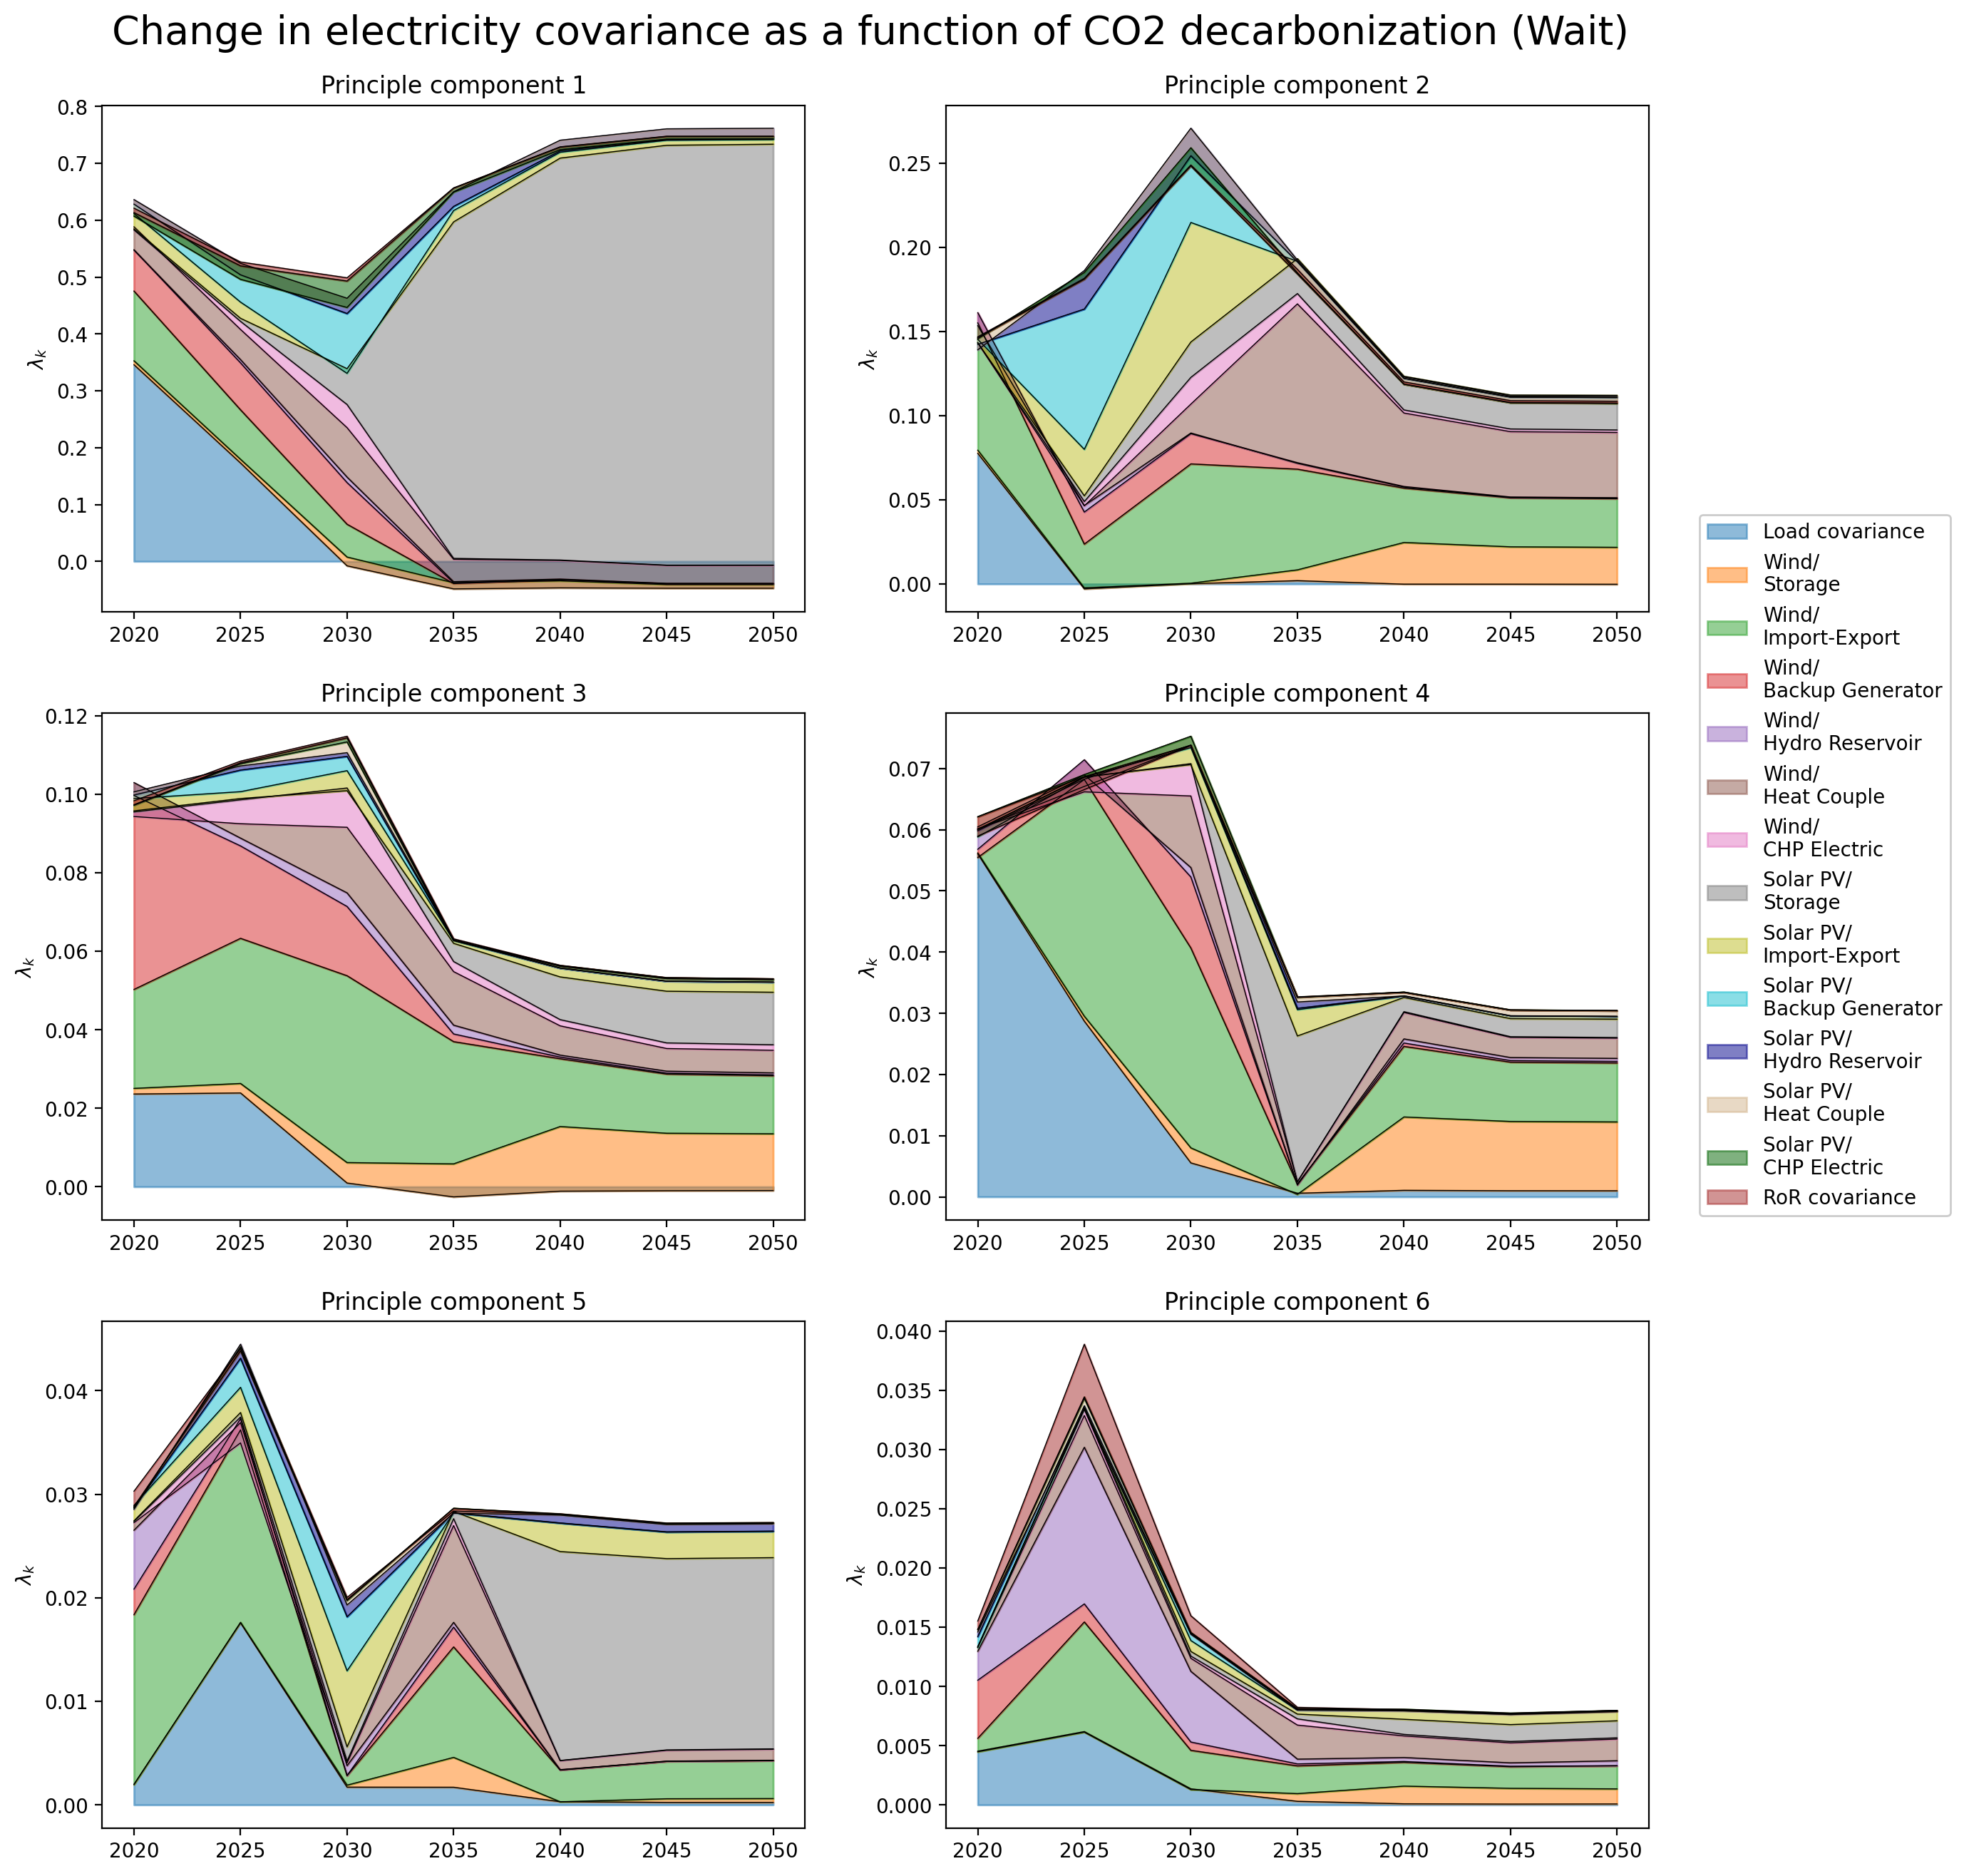 Change in electricity covariance as a function of CO2 decarbonization (Wait)
Principle component 1
0.8
0.7
0.6
0.5
0.4
0.3
0.2
0.1
0.0
λk
2020 2025 2030 2035 2040 2045 2050
Principle component 2
0.25
0.20
0.15
0.10
0.05
0.00
λk
2020 2025 2030 2035 2040 2045 2050
Principle component 3
0.12
0.10
0.08
0.06
0.04
0.02
0.00
λk
2020 2025 2030 2035 2040 2045 2050
Principle component 4
0.07
0.06
0.05
0.04
0.03
0.02
0.01
0.00
λk
2020 2025 2030 2035 2040 2045 2050
Principle component 5
0.04
0.03
0.02
0.01
0.00
λk
2020 2025 2030 2035 2040 2045 2050
Principle component 6
0.040
0.035
0.030
0.025
0.020
0.015
0.010
0.005
0.000
λk
2020 2025 2030 2035 2040 2045 2050
Load covariance
Wind/
Storage
Wind/
Import-Export
Wind/
Backup Generator
Wind/
Hydro Reservoir
Wind/
Heat Couple
Wind/
CHP Electric
Solar PV/
Storage
Solar PV/
Import-Export
Solar PV/
Backup Generator
Solar PV/
Hydro Reservoir
Solar PV/
Heat Couple
Solar PV/
CHP Electric
RoR covariance